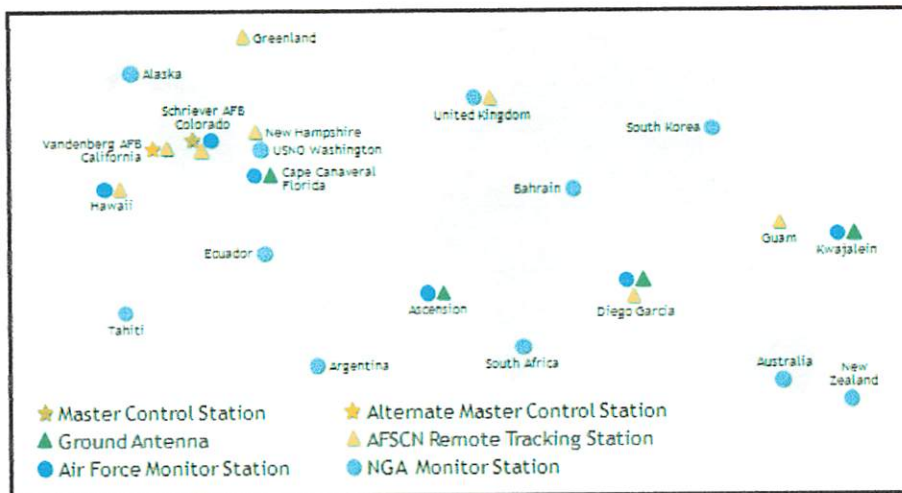 Greenland
Alaska
Schriever AFB
Colorado
United Kingdom
New Hampshire
USNO Washington
South Korea
Vandenberg AFB
California
Cape Canaveral
Florida
Bahrain
Hawaii
Guam
Kwajalein
Ecuador
Ascension
Diego Garcia
Tahiti
Argentina
South Africa
Australia
New
Zealand
Master Control Station
Alternate Master Control Station
Ground Antenna
AFSCN Remote Tracking Station
Air Force Monitor Station
NGA Monitor Station